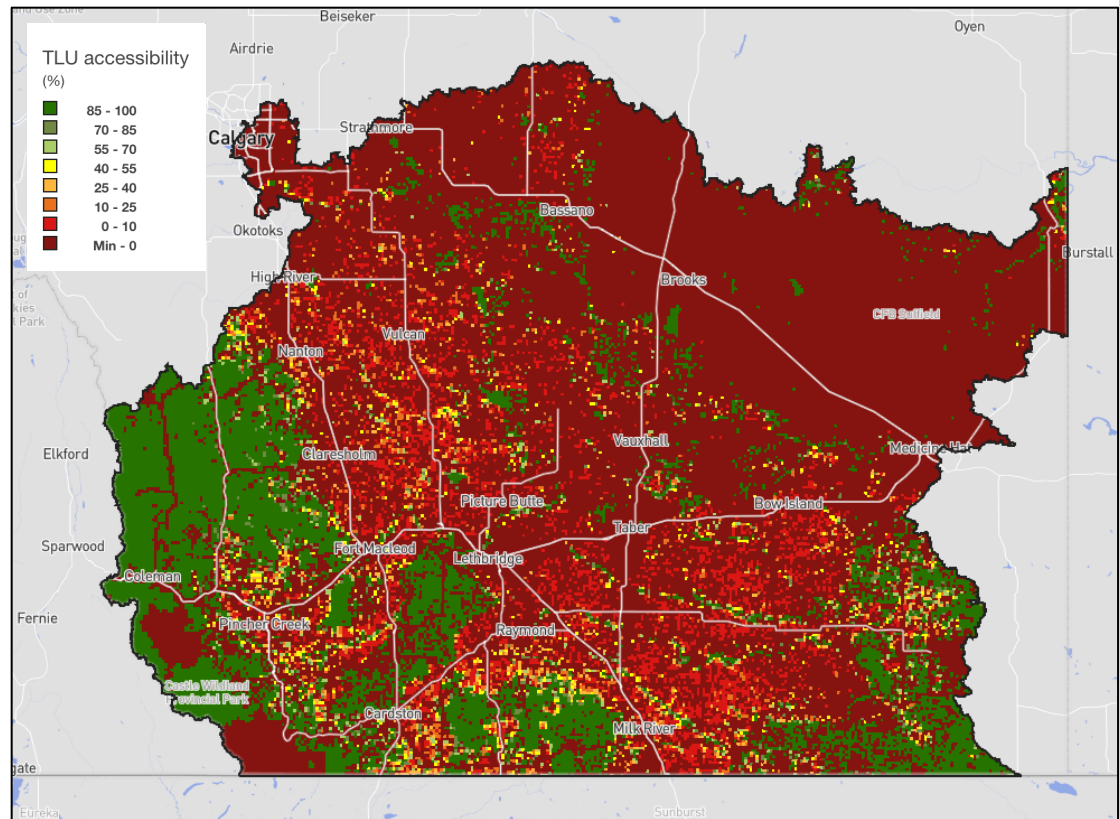 Beiseker
Oyen
Airdrie
TLU accessibility
(%)
85 - 100
70 - 85
55 - 70
40 - 55
25 - 40
10 - 25
0 - 10
Min - 0
Strathmore
Calgary
Bassano
Okotoks
Burstall
High River
Brooks
CFB Suffield
Vulcan
Nanton
Vauxhall
Elkford
Claresholm
Medicine Hat
Picture Butte
Bow Island
Taber
Sparwood
Fort Macleod
Lethbridge
Coleman
Fernie
Pincher Creek
Raymond
Castle Wildland
Provincial Park
Cardston
Milk River
gate
Eureka
Sunburst